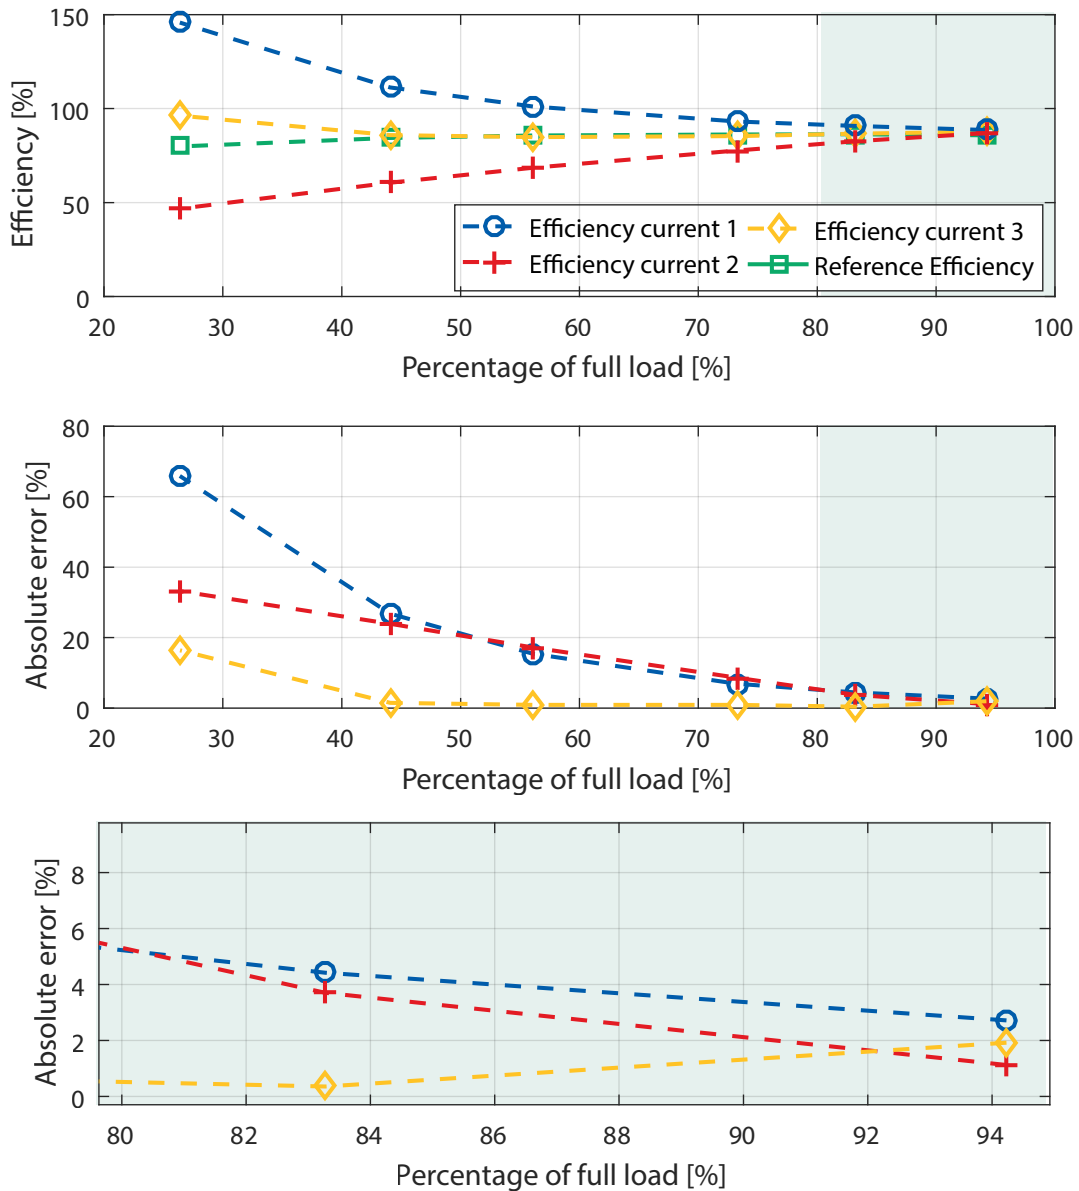 150
100
50
0
Efficiency [%]
Efficiency current 1
Efficiency current 2
Efficiency current 3
Reference Efficiency
20 30 40 50 60 70 80 90 100
Percentage of full load [%]
80
60
40
20
0
Absolute error [%]
20 30 40 50 60 70 80 90 100
Percentage of full load [%]
8
6
4
2
0
Absolute error [%]
80 82 84 86 88 90 92 94
Percentage of full load [%]